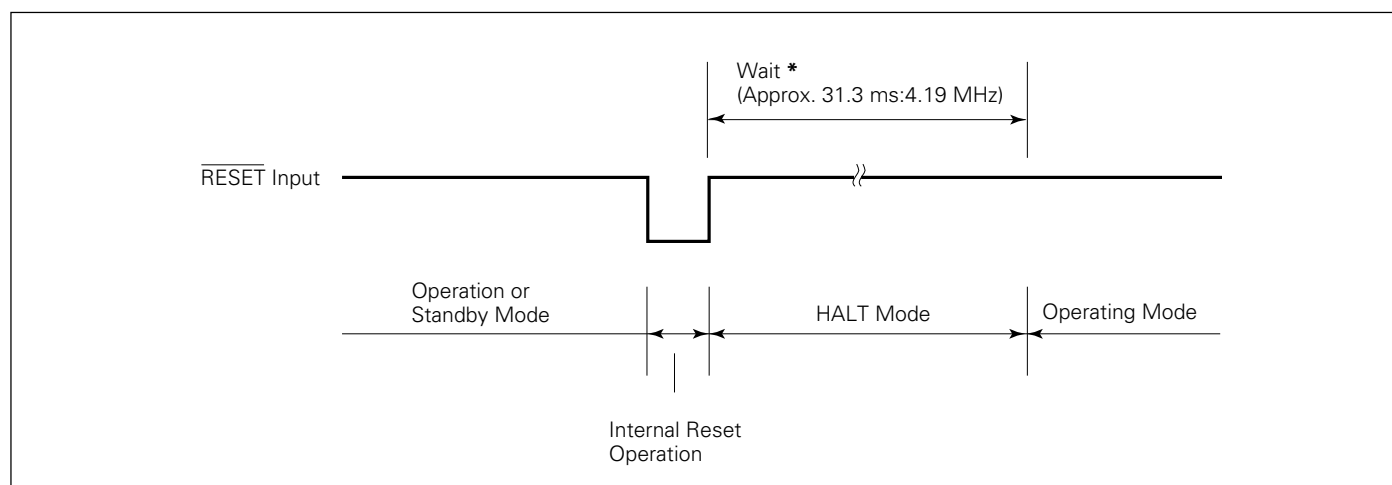 Wait *
(Approx. 31.3 ms:4.19 MHz)
RESET Input
Operation or
Standby Mode
HALT Mode
Operating Mode
Internal Reset
Operation